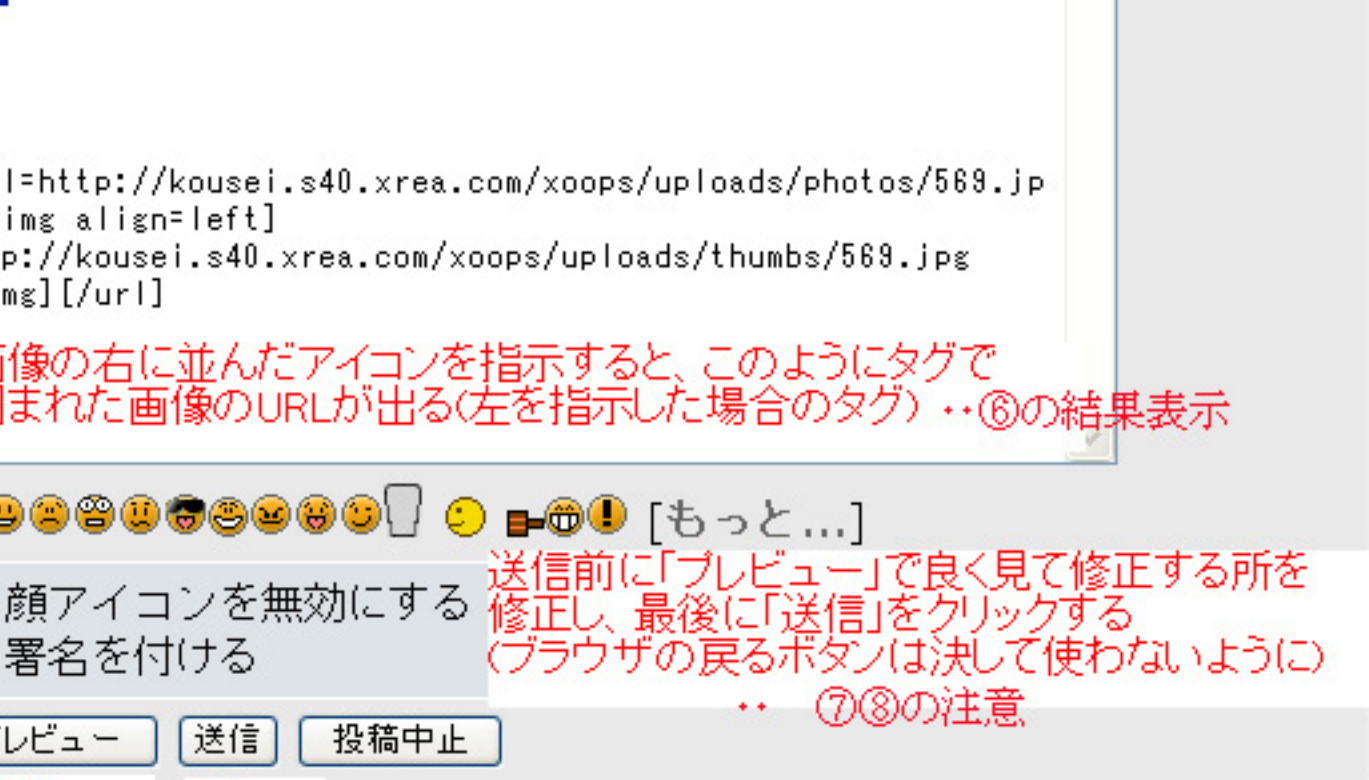 l=http://kousei.s40.xrea.com/xoops/uploads/photos/569.jp
img align=left]
p://kousei.s40.xrea.com/xoops/uploads/thumbs/569.jpg
mg][/url]
画像の右に並んだアイコンを指示すると、このようにタグで
囲まれた画像のURLが出る(左を指示した場合のタグ) ‥⑥の結果表示
[もっと...]
送信前に「プレビュー」で良く見て修正する所を
修正し、最後に「送信」をクリックする
(ブラウザの戻るボタンは決して使わないように)
‥ ⑦⑧の注意
顔アイコンを無効にする
署名を付ける
レビュー 送信 投稿中止